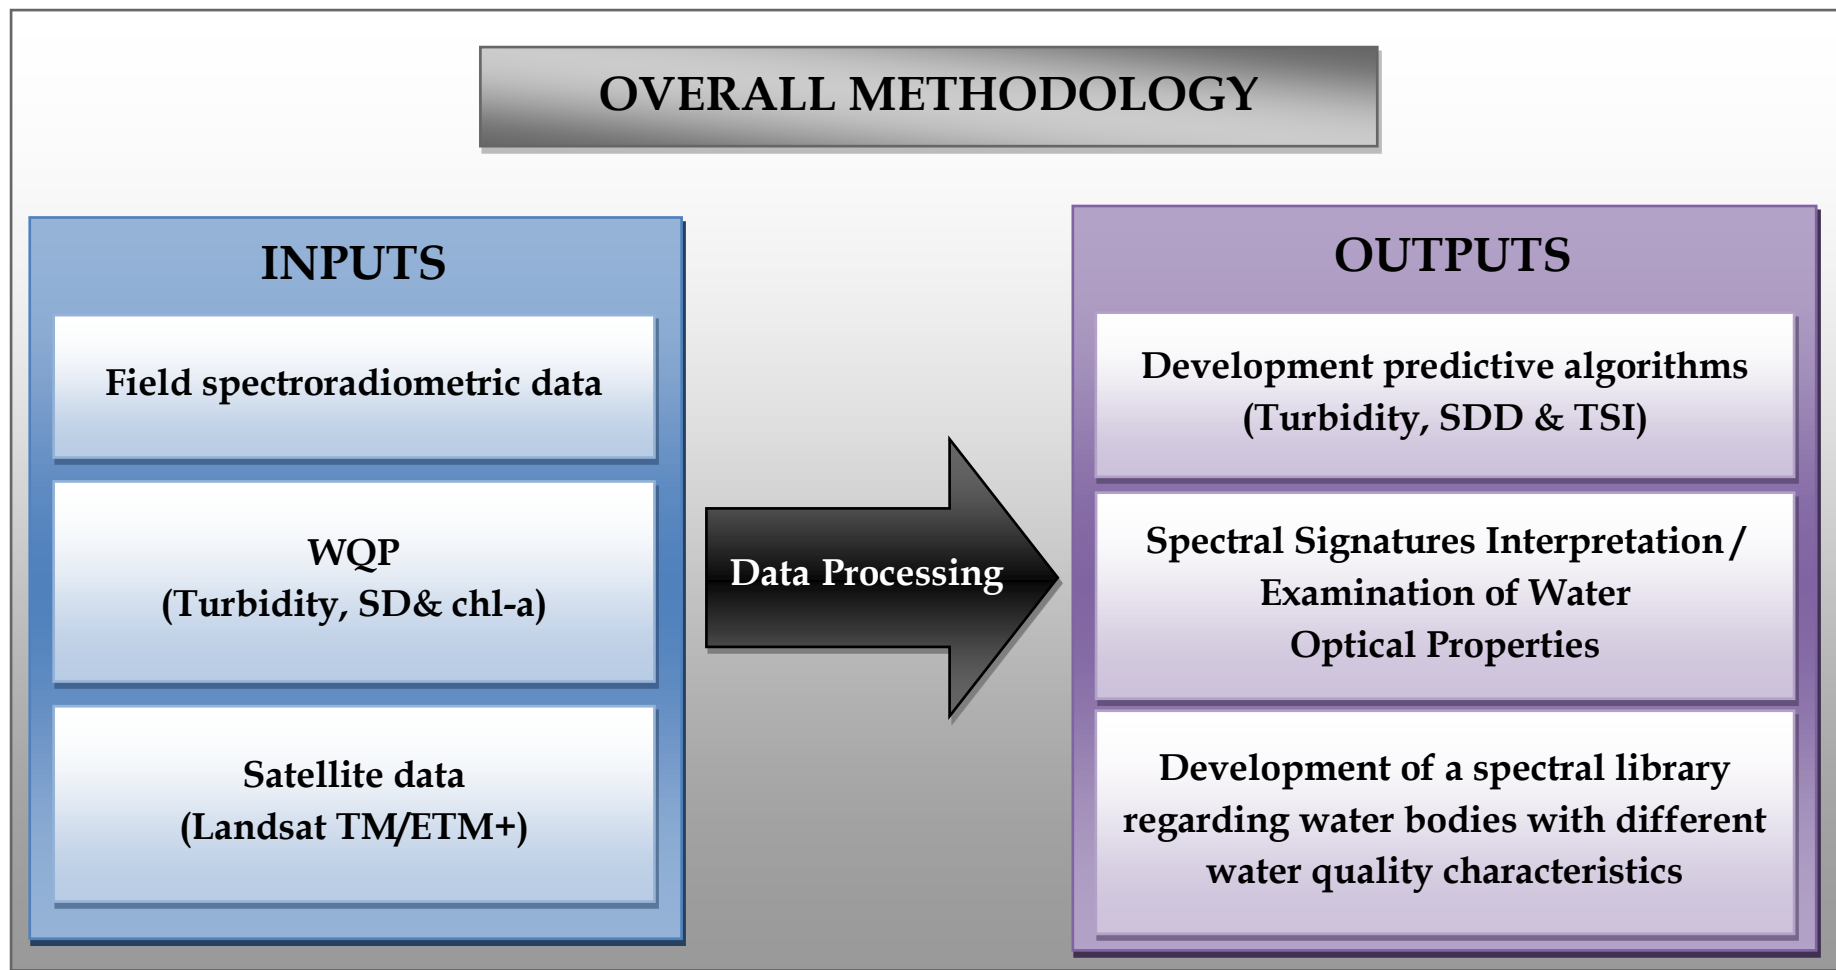 OVERALL METHODOLOGY
INPUTS
Field spectroradiometric data
WQP
(Turbidity, SD& chl-a)
Satellite data
(Landsat TM/ETM+)
Data Processing
OUTPUTS
Development predictive algorithms
(Turbidity, SDD & TSI)
Spectral Signatures Interpretation /
Examination of Water
Optical Properties
Development of a spectral library
regarding water bodies with different
water quality characteristics